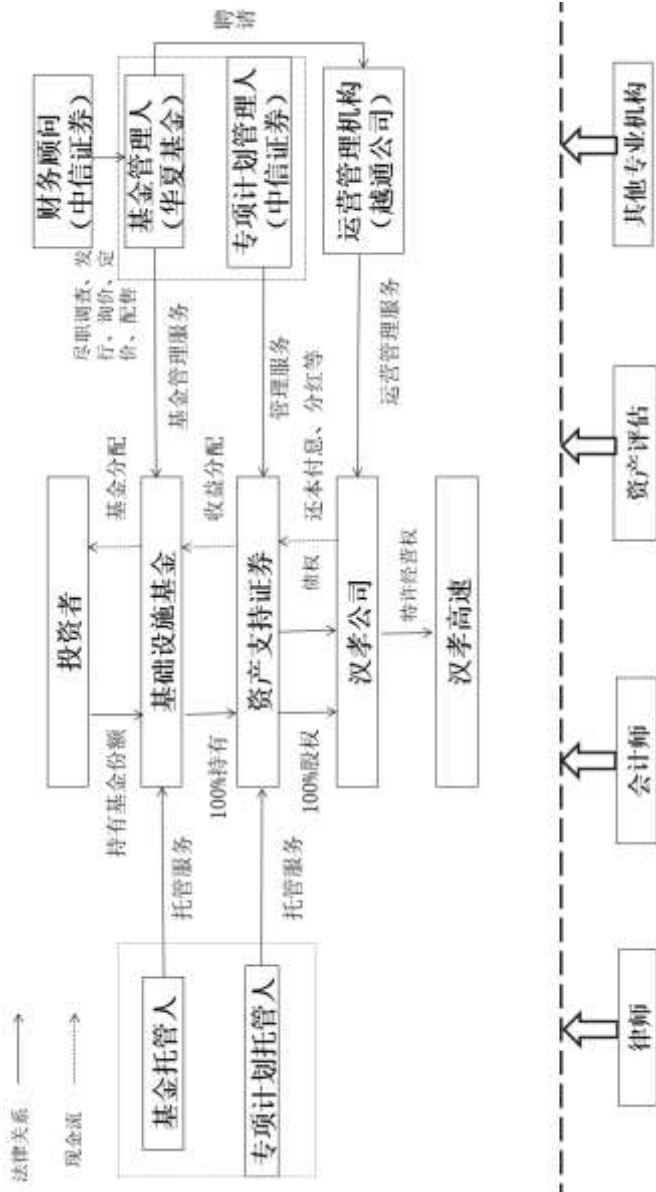 法律关系
现金流
投资者
财务顾问
（中信证券）
尽职调查、发
行、询价、定
价、配售
持有基金份额
基金分配
基金托管人
托管服务
基础设施基金
基金管理服务
基金管理人
（华夏基金）
聘请
100%持有
收益分配
专项计划托管人
托管服务
资产支持证券
管理服务
专项计划管理人
（中信证券）
100%股权
债权
还本付息、分红等
汉孝公司
运营管理服务
运营管理机构
（越通公司）
特许经营权
汉孝高速
律师
会计师
资产评估
其他专业机构